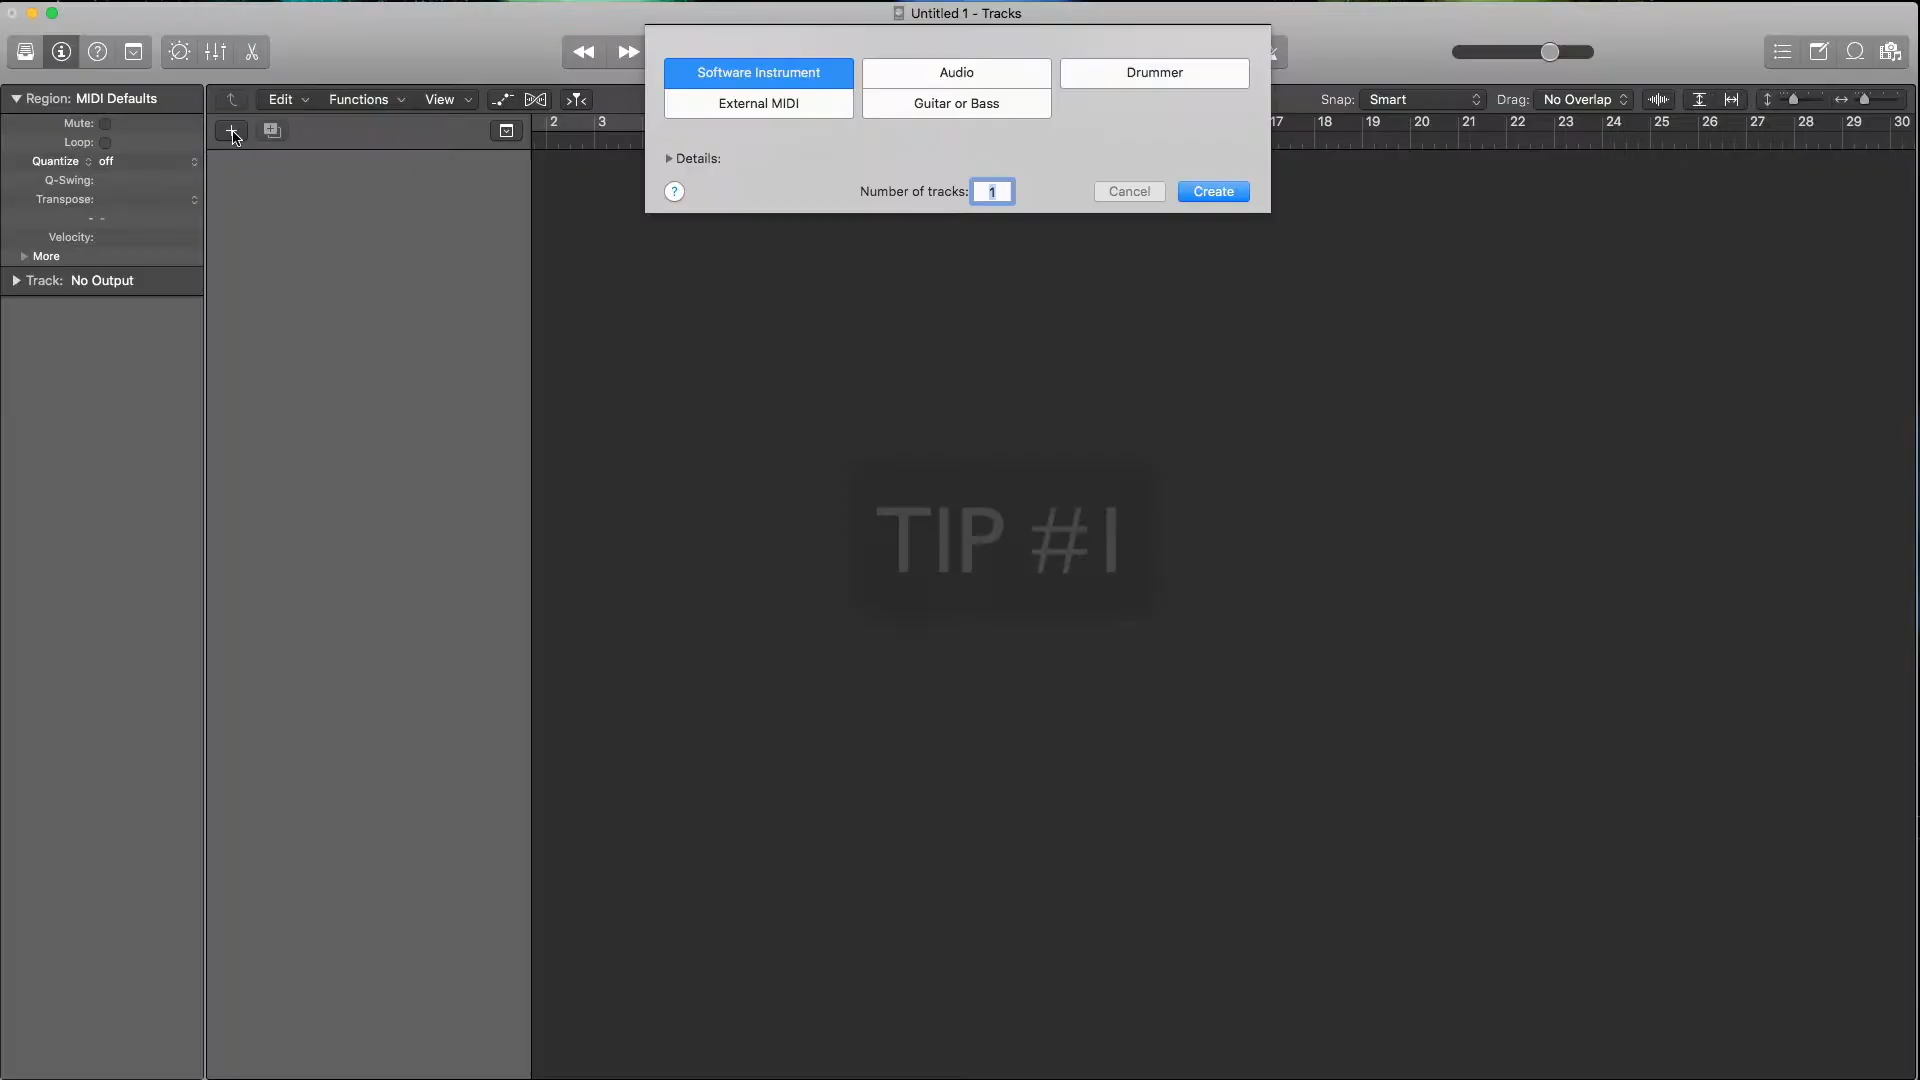 Untitled 1 - Tracks
Software Instrument
Audio
Drummer
External MIDI
Guitar or Bass
Details:
?
Number of tracks: 1
Cancel
Create
Region: MIDI Defaults
Mute:
Loop:
Quantize off
Q-Swing:
Transpose:
- -
Velocity:
More
Track: No Output
Edit
Functions
View
Snap: Smart
Drag: No Overlap
2 3 17 18 19 20 21 22 23 24 25 26 27 28 29 30
TIP #1